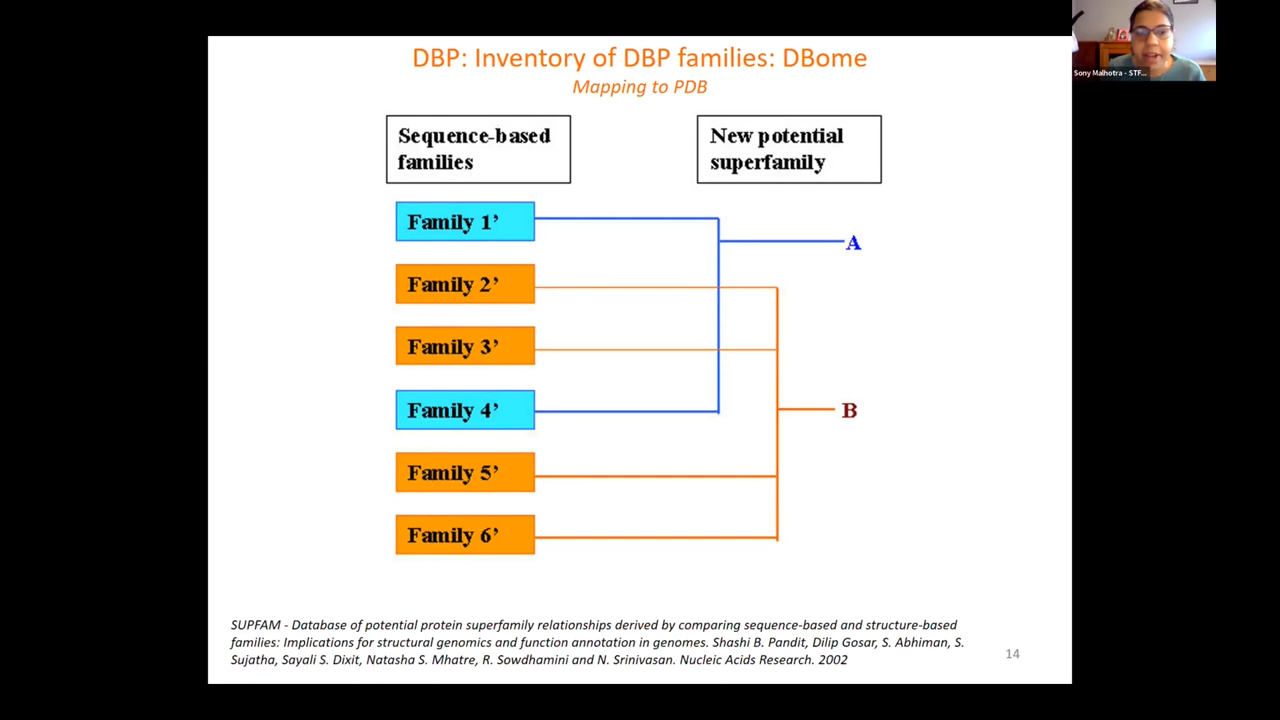 DBP: Inventory of DBP families: DBome
Mapping to PDB
Sequence-based
families
New potential
superfamily
Family 1’
A
Family 2’
Family 3’
Family 4’
B
Family 5’
Family 6’
SUPFAM - Database of potential protein superfamily relationships derived by comparing sequence-based and structure-based
families: Implications for structural genomics and function annotation in genomes. Shashi B. Pandit, Dilip Gosar, S. Abhiman, S.
Sujatha, Sayali S. Dixit, Natasha S. Mhatre, R. Sowdhamini and N. Srinivasan. Nucleic Acids Research. 2002
14
Sony Malhotra - STF...